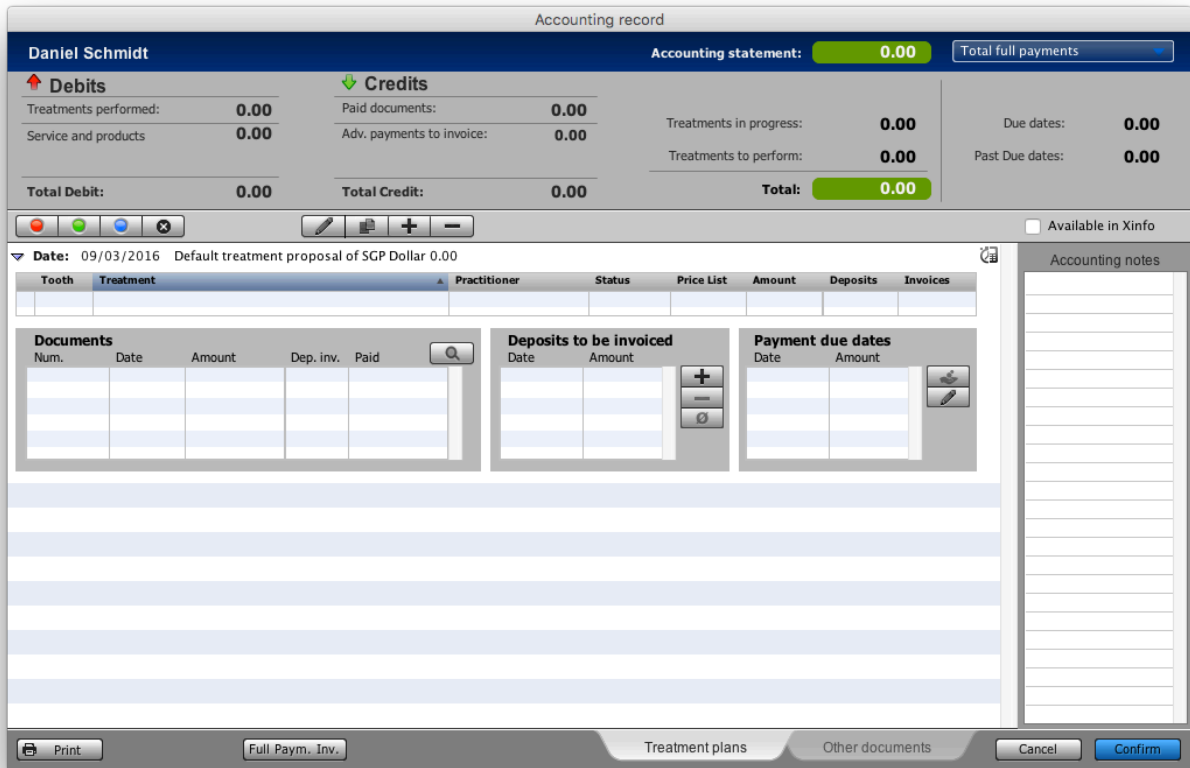 Accounting record
Daniel Schmidt
Accounting statement: 0.00
Total full payments
Debits
Treatments performed: 0.00
Service and products 0.00
Total Debit: 0.00
Credits
Paid documents: 0.00
Adv. payments to invoice: 0.00
Total Credit: 0.00
Treatments in progress: 0.00
Treatments to perform: 0.00
Total: 0.00
Due dates: 0.00
Past Due dates: 0.00
Available in Xinfo
Date: 09/03/2016 Default treatment proposal of SGP Dollar 0.00
Tooth Treatment Practitioner Status Price List Amount Deposits Invoices
Documents
Num. Date Amount Dep. inv. Paid
Deposits to be invoiced
Date Amount
Payment due dates
Date Amount
Accounting notes
Print
Full Paym. Inv.
Treatment plans
Other documents
Cancel
Confirm